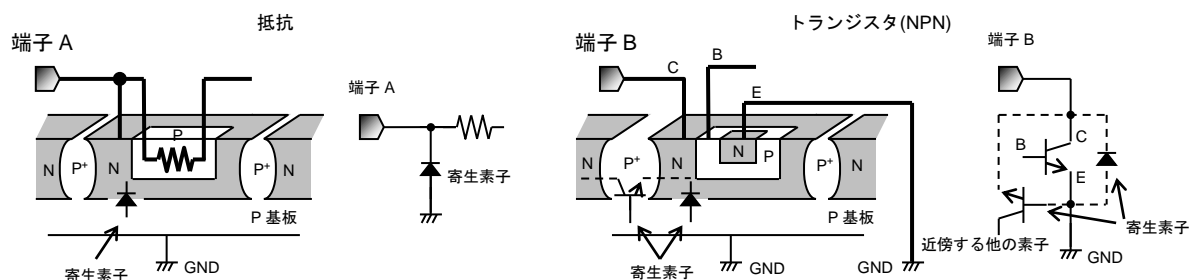 抵抗
端子 A
P
N
P+
N
P+
N
P 基板
寄生素子
GND
端子 A
寄生素子
トランジスタ(NPN)
端子 B
B
C
E
N
P+
N
N
P
P+
N
P 基板
寄生素子
GND
GND
端子 B
C
B
E
近傍する他の素子
GND
寄生素子